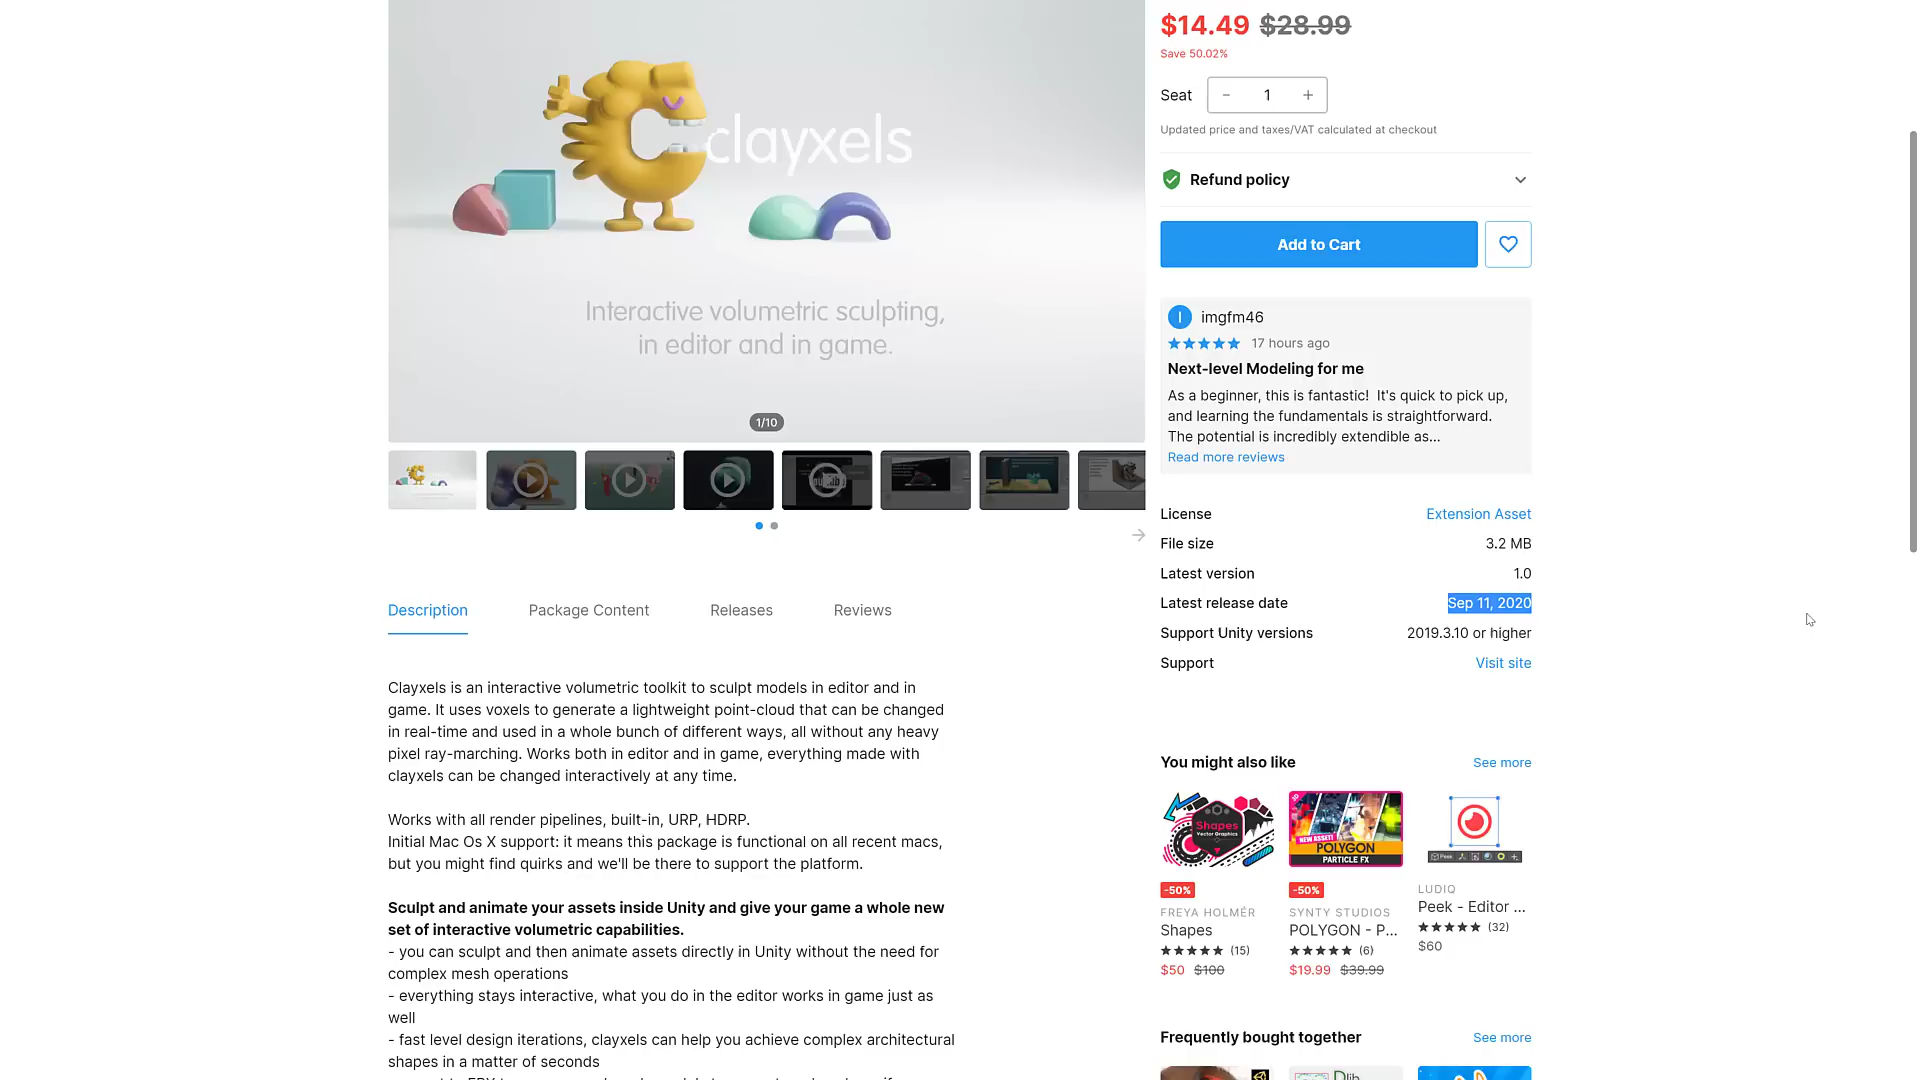 $14.49 $28.99
Save 50.02%
Seat - 1 +
Updated price and taxes/VAT calculated at checkout
Refund policy
Add to Cart
clayxels
Interactive volumetric sculpting,
in editor and in game.
1/10
I imgfm46
17 hours ago
Next-level Modeling for me
As a beginner, this is fantastic! It's quick to pick up,
and learning the fundamentals is straightforward.
The potential is incredibly extendible as...
Read more reviews
License Extension Asset
File size 3.2 MB
Latest version 1.0
Latest release date Sep 11, 2020
Support Unity versions 2019.3.10 or higher
Support Visit site
Description Package Content Releases Reviews
Clayxels is an interactive volumetric toolkit to sculpt models in editor and in
game. It uses voxels to generate a lightweight point-cloud that can be changed
in real-time and used in a whole bunch of different ways, all without any heavy
pixel ray-marching. Works both in editor and in game, everything made with
clayxels can be changed interactively at any time.
Works with all render pipelines, built-in, URP, HDRP.
Initial Mac Os X support: it means this package is functional on all recent macs,
but you might find quirks and we'll be there to support the platform.
Sculpt and animate your assets inside Unity and give your game a whole new
set of interactive volumetric capabilities.
- you can sculpt and then animate assets directly in Unity without the need for
complex mesh operations
- everything stays interactive, what you do in the editor works in game just as
well
- fast level design iterations, clayxels can help you achieve complex architectural
shapes in a matter of seconds
You might also like See more
Shapes
Vector Graphics
-50%
FREYA HOLMÉR
Shapes
(15)
$50 $100
NEW ASSET!
POLYGON
PARTICLE FX
-50%
SYNTY STUDIOS
POLYGON - P...
(6)
$19.99 $39.99
Peek
LUDIQ
Peek - Editor ...
(32)
$60
Frequently bought together See more